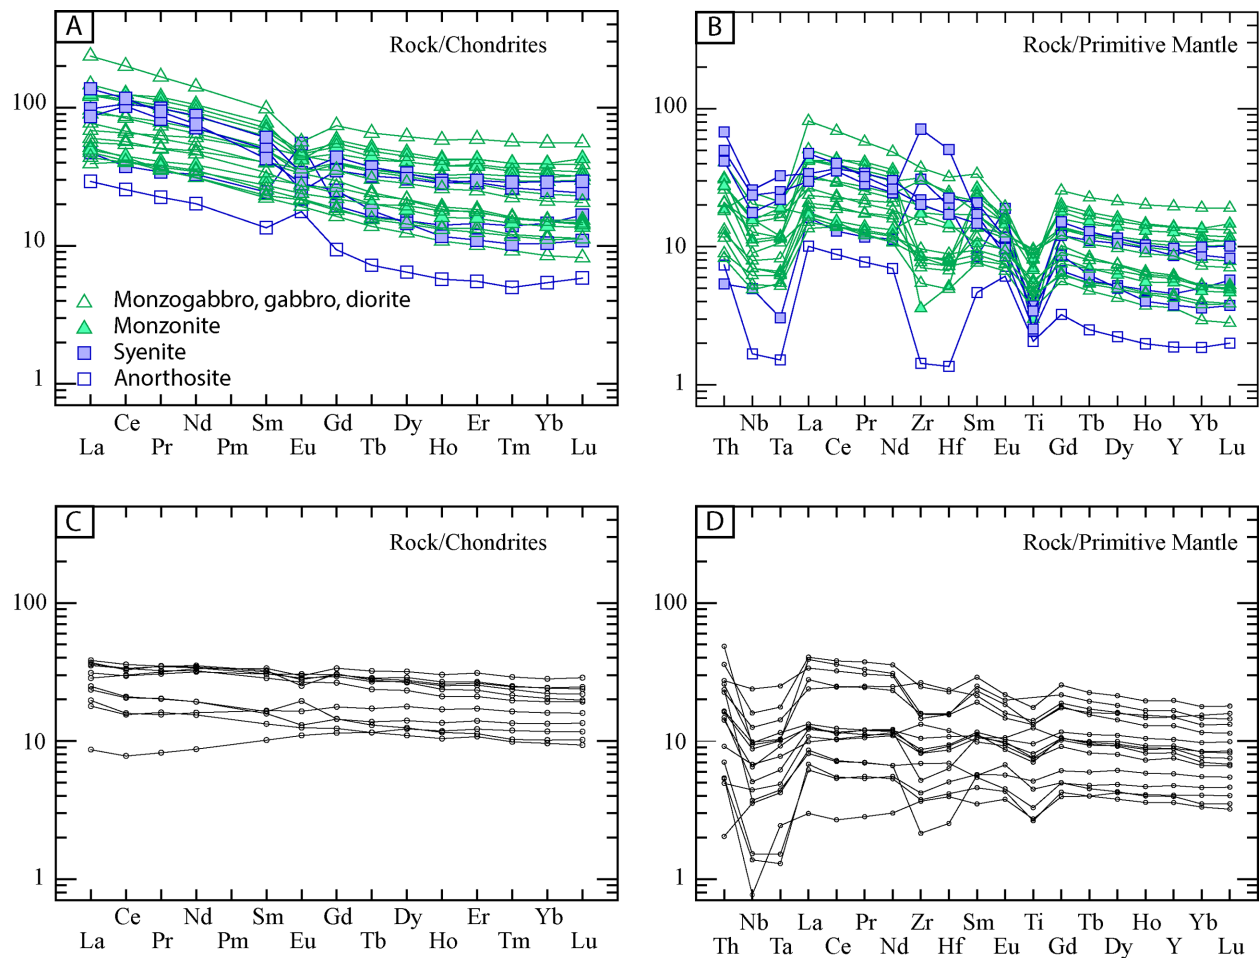 A
Rock/Chondrites
100
10
1
Monzogabbro, gabbro, diorite
Monzonite
Syenite
Anorthosite
Ce Nd Sm Gd Dy Er Yb
La Pr Pm Eu Tb Ho Tm Lu
B
Rock/Primitive Mantle
100
10
1
Nb La Pr Zr Sm Ti Tb Ho Yb
Th Ta Ce Nd Hf Eu Gd Dy Y Lu
C
Rock/Chondrites
100
10
1
Ce Nd Sm Gd Dy Er Yb
La Pr Pm Eu Tb Ho Tm Lu
D
Rock/Primitive Mantle
100
10
1
Nb La Pr Zr Sm Ti Tb Ho Yb
Th Ta Ce Nd Hf Eu Gd Dy Y Lu